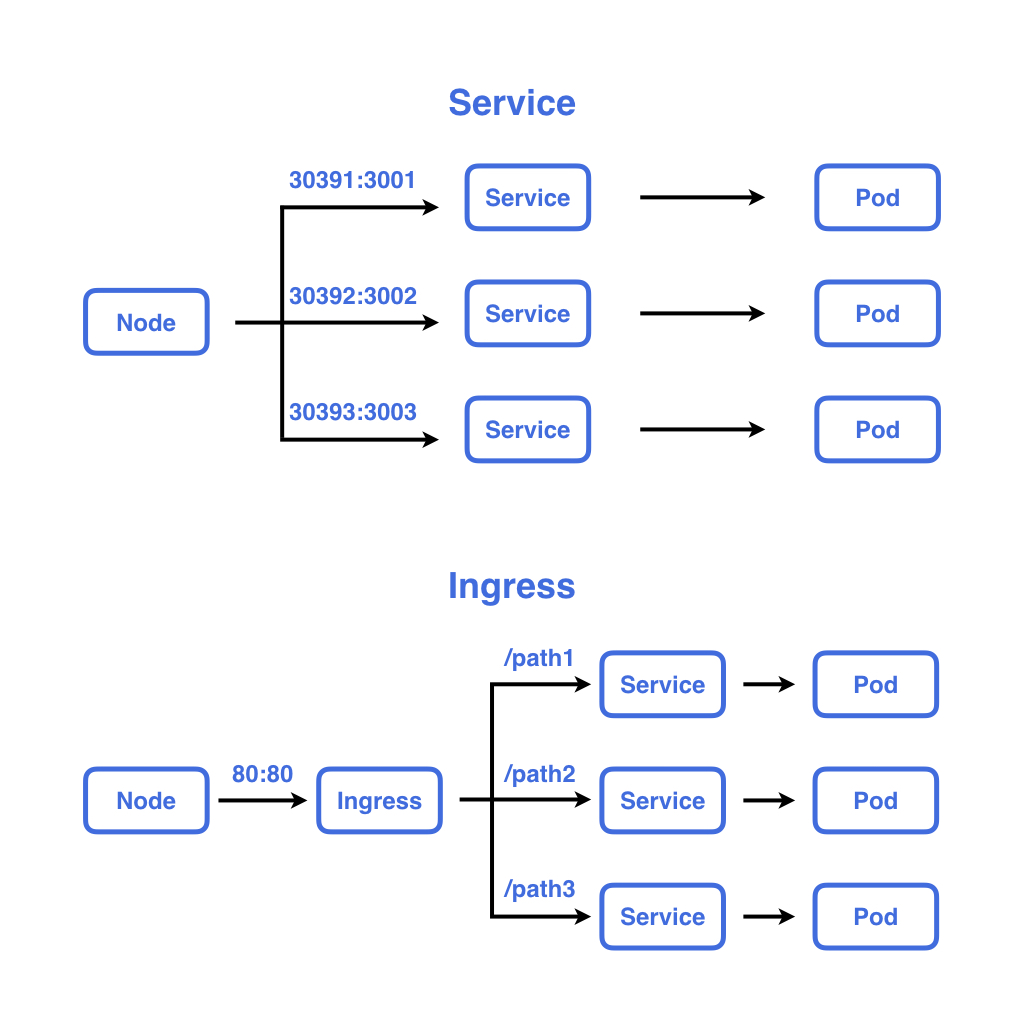 Service
30391:3001
Service
Pod
30392:3002
Service
Pod
Node
30393:3003
Service
Pod
Ingress
/path1
Service
Pod
Node
80:80
Ingress
/path2
Service
Pod
/path3
Service
Pod